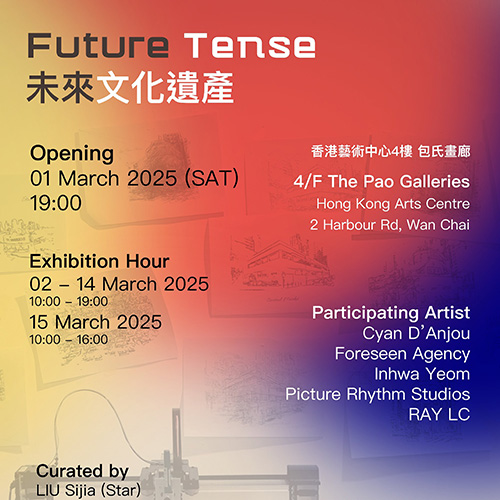 Future Tense
未來文化遺產
Opening
01 March 2025 (SAT)
19:00
香港藝術中心4樓 包氏畫廊
4/F The Pao Galleries
Hong Kong Arts Centre
2 Harbour Rd, Wan Chai
Exhibition Hour
02 – 14 March 2025
10:00 – 19:00
15 March 2025
10:00 – 16:00
Participating Artist
Cyan D’Anjou
Foreseen Agency
Inhwa Yeom
Picture Rhythm Studios
RAY LC
Curated by
LIU Sijia (Star)